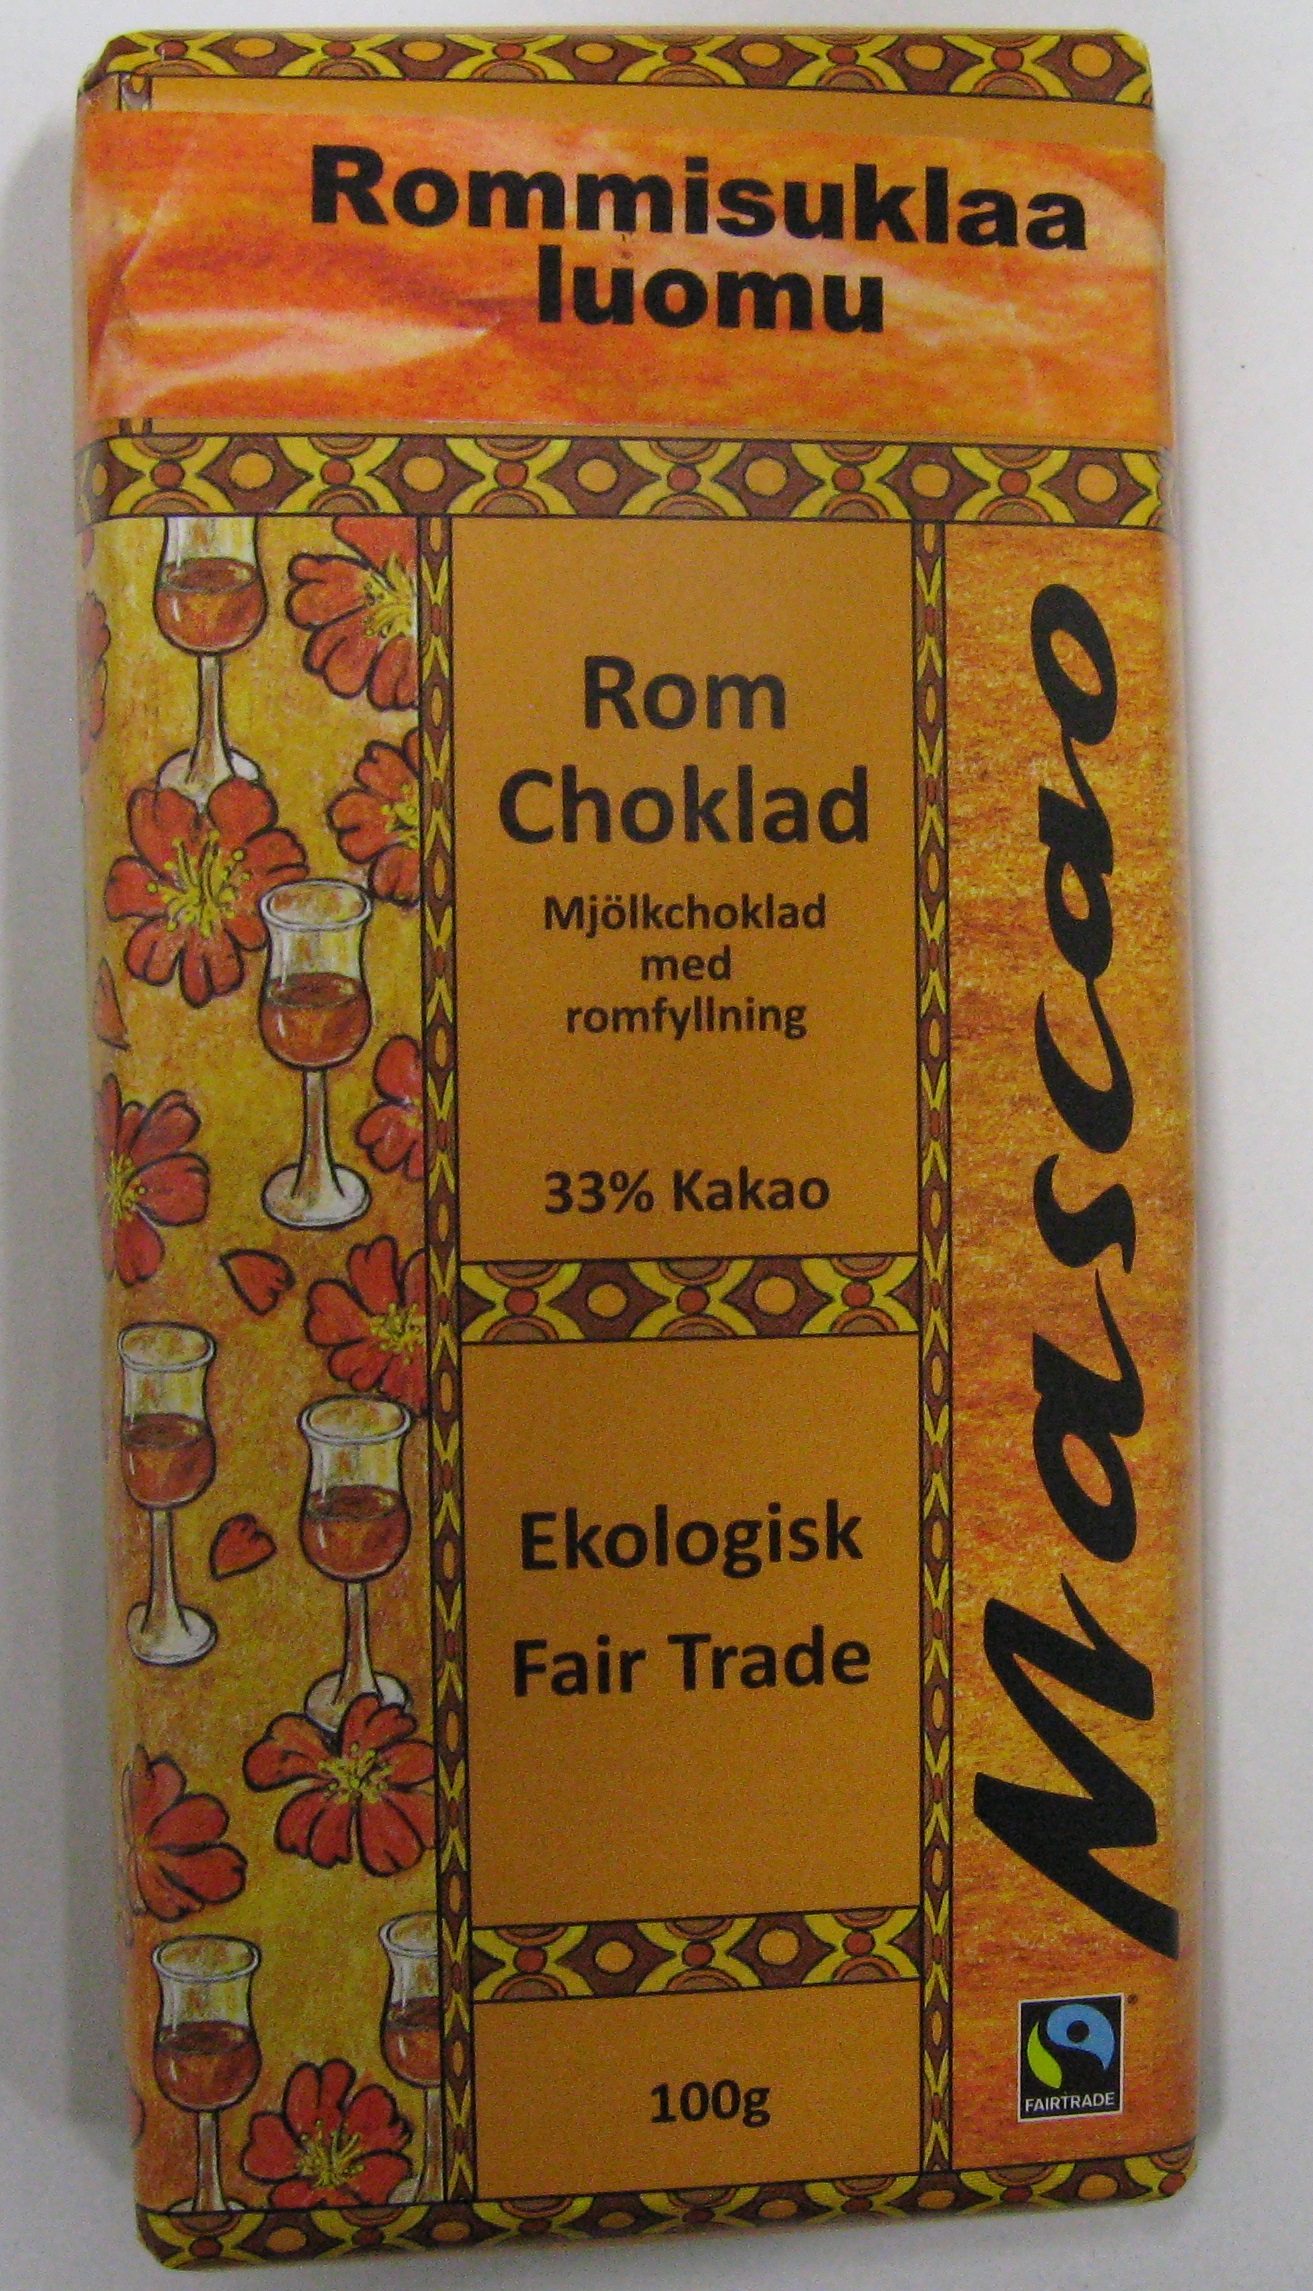 Rommisuklaa
luomu
Rom
Choklad
Mjölkchoklad
med
romfyllning
33% Kakao
Ekologisk
Fair Trade
100g
Mascao
FAIRTRADE